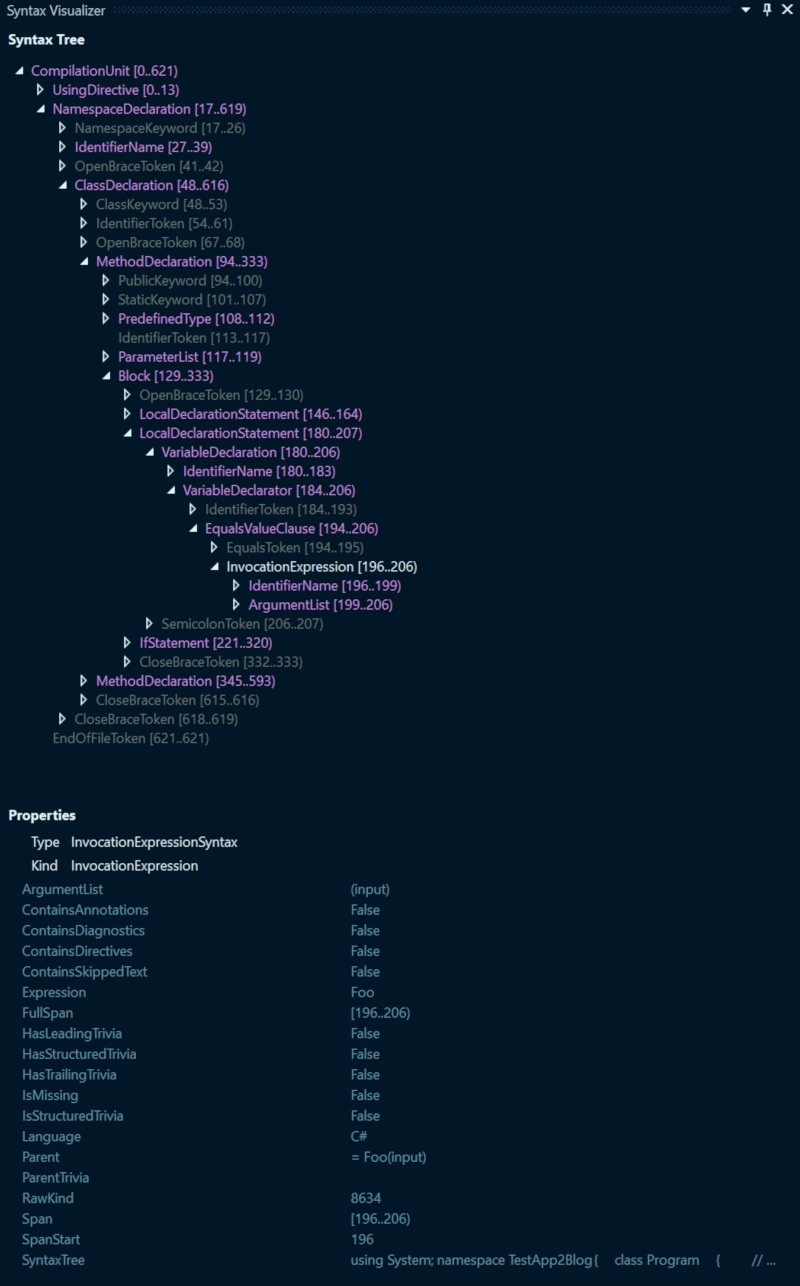 Syntax Visualizer
Syntax Tree
CompilationUnit [0..621)
UsingDirective [0..13)
NamespaceDeclaration [17..619)
NamespaceKeyword [17..26)
IdentifierName [27..39)
OpenBraceToken [41..42)
ClassDeclaration [48..616)
ClassKeyword [48..53)
IdentifierToken [54..61)
OpenBraceToken [67..68)
MethodDeclaration [94..333)
PublicKeyword [94..100)
StaticKeyword [101..107)
PredefinedType [108..112)
IdentifierToken [113..117)
ParameterList [117..119)
Block [129..333)
OpenBraceToken [129..130)
LocalDeclarationStatement [146..164)
LocalDeclarationStatement [180..207)
VariableDeclaration [180..206)
IdentifierName [180..183)
VariableDeclarator [184..206)
IdentifierToken [184..193)
EqualsValueClause [194..206)
EqualsToken [194..195)
InvocationExpression [196..206)
IdentifierName [196..199)
ArgumentList [199..206)
SemicolonToken [206..207)
IfStatement [221..320)
CloseBraceToken [332..333)
MethodDeclaration [345..593)
CloseBraceToken [615..616)
CloseBraceToken [618..619)
EndOfFileToken [621..621)
Properties
Type InvocationExpressionSyntax
Kind InvocationExpression
ArgumentList (input)
ContainsAnnotations False
ContainsDiagnostics False
ContainsDirectives False
ContainsSkippedText False
Expression Foo
FullSpan [196..206)
HasLeadingTrivia False
HasStructuredTrivia False
HasTrailingTrivia False
IsMissing False
IsStructuredTrivia False
Language C#
Parent = Foo(input)
ParentTrivia
RawKind 8634
Span [196..206)
SpanStart 196
SyntaxTree using System; namespace TestApp2Blog{ class Program { // ...